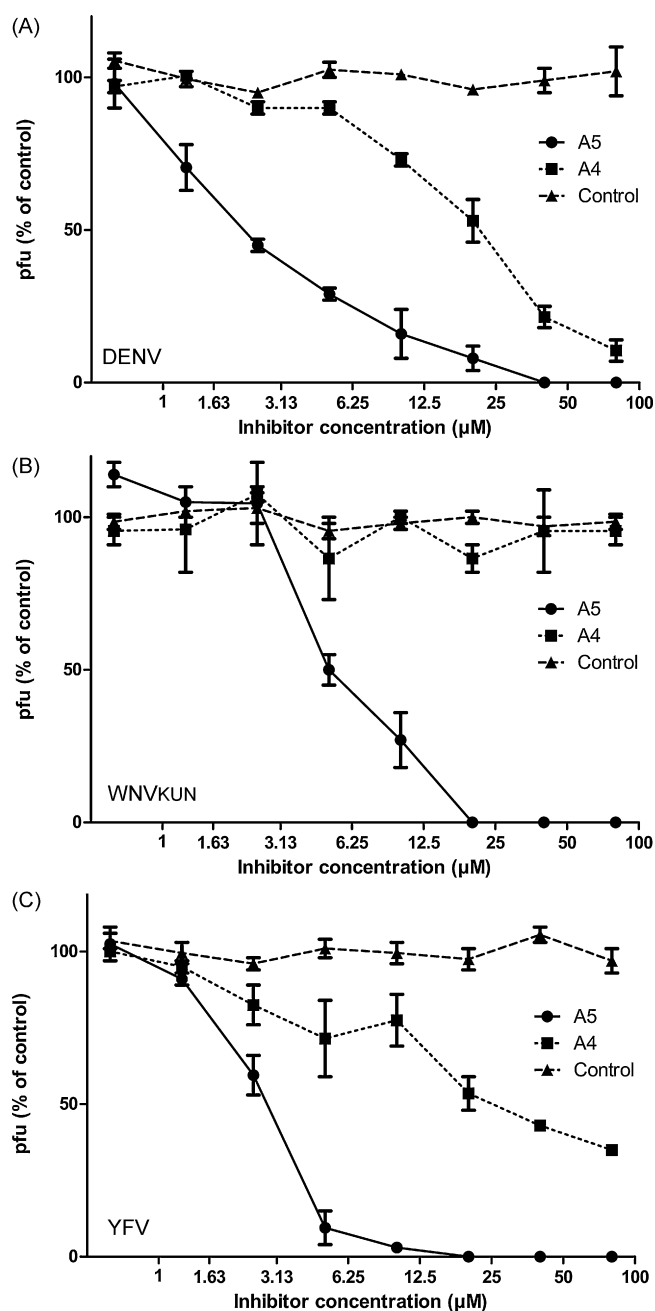 (A)
100
50
0
pfu (% of control)
A5
A4
Control
DENV
1 1.63 3.13 6.25 12.5 25 50 100
Inhibitor concentration (µM)
(B)
100
50
0
pfu (% of control)
A5
A4
Control
WNVKUN
1 1.63 3.13 6.25 12.5 25 50 100
Inhibitor concentration (µM)
(C)
100
50
0
pfu (% of control)
A5
A4
Control
YFV
1 1.63 3.13 6.25 12.5 25 50 100
Inhibitor concentration (µM)